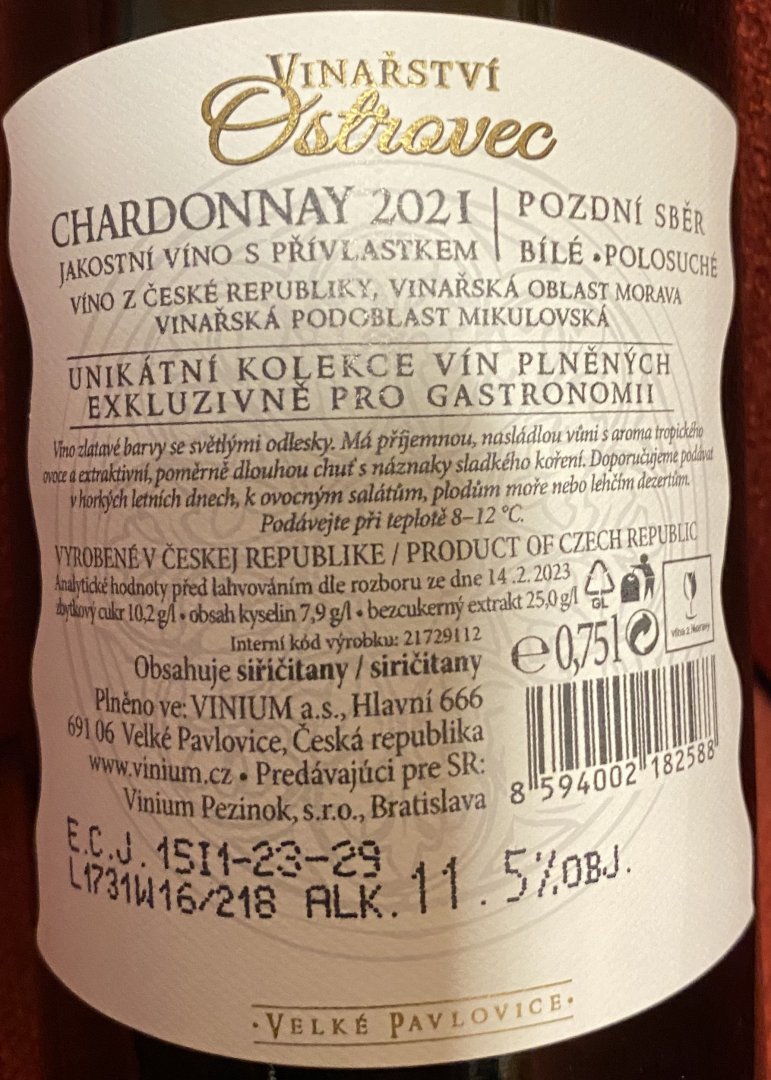 VINAŘSTVÍ
Ostrovec
CHARDONNAY 2021 | POZDNÍ SBĚR
JAKOSTNÍ VÍNO S PŘÍVLASTKEM | BÍLÉ • POLOSUCHÉ
VÍNO Z ČESKÉ REPUBLIKY, VINAŘSKÁ OBLAST MORAVA
VINAŘSKÁ PODOBLAST MIKULOVSKÁ
UNIKÁTNÍ KOLEKCE VÍN PLNĚNÝCH
EXKLUZIVNĚ PRO GASTRONOMII
Víno zlatavé barvy se světlými odlesky. Má příjemnou, nasládlou vůni s aroma tropického
ovoce a extraktivní, poměrně dlouhou chuť s náznaky sladkého koření. Doporučujeme podávat
v horkých letních dnech, k ovocným salátům, plodům moře nebo lehčím dezertům.
Podávejte při teplotě 8–12 °C.
VYROBENÉ V ČESKEJ REPUBLIKE / PRODUCT OF CZECH REPUBLIC
Analytické hodnoty před lahvováním dle rozboru ze dne 14.2.2023
zbytkový cukr 10,2 g/l • obsah kyselin 7,9 g/l • bezcukerný extrakt 25,0 g/l
GL
Interní kód výrobku: 21729112
Obsahuje siřičitany / siričitany
e 0,75 l
Vína z Moravy
Plněno ve: VINIUM a.s., Hlavní 666
691 06 Velké Pavlovice, Česká republika
www.vinium.cz • Predávajúci pre SR:
Vinium Pezinok, s.r.o., Bratislava
8 594002 182588
E.C.J. 15I1-23-29
L1731W16/218 ALK. 11.5%OBJ.
• VELKÉ PAVLOVICE •